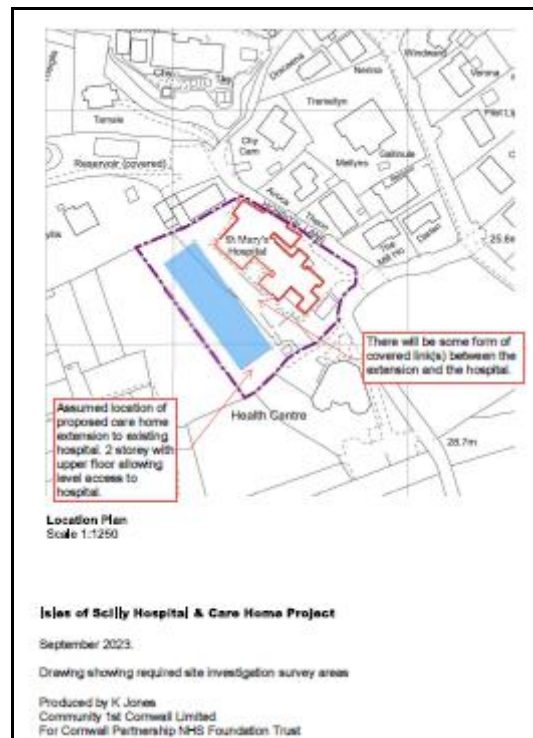 Windward
Nerina
Verona
Tremellyn
Tamarie
Reservoir (covered)
Chy
Carn
St Mary's
Hospital
25.6m
There will be some form of
covered link(s) between the
extension and the hospital.
Assumed location of
proposed care home
extension to existing
hospital. 2 storey with
upper floor allowing
level access to
hospital.
Health Centre
28.7m
Location Plan
Scale 1:1250
Isles of Scilly Hospital & Care Home Project
September 2023.
Drawing showing required site investigation survey areas
Produced by K Jones
Community 1st Cornwall Limited
For Cornwall Partnership NHS Foundation Trust